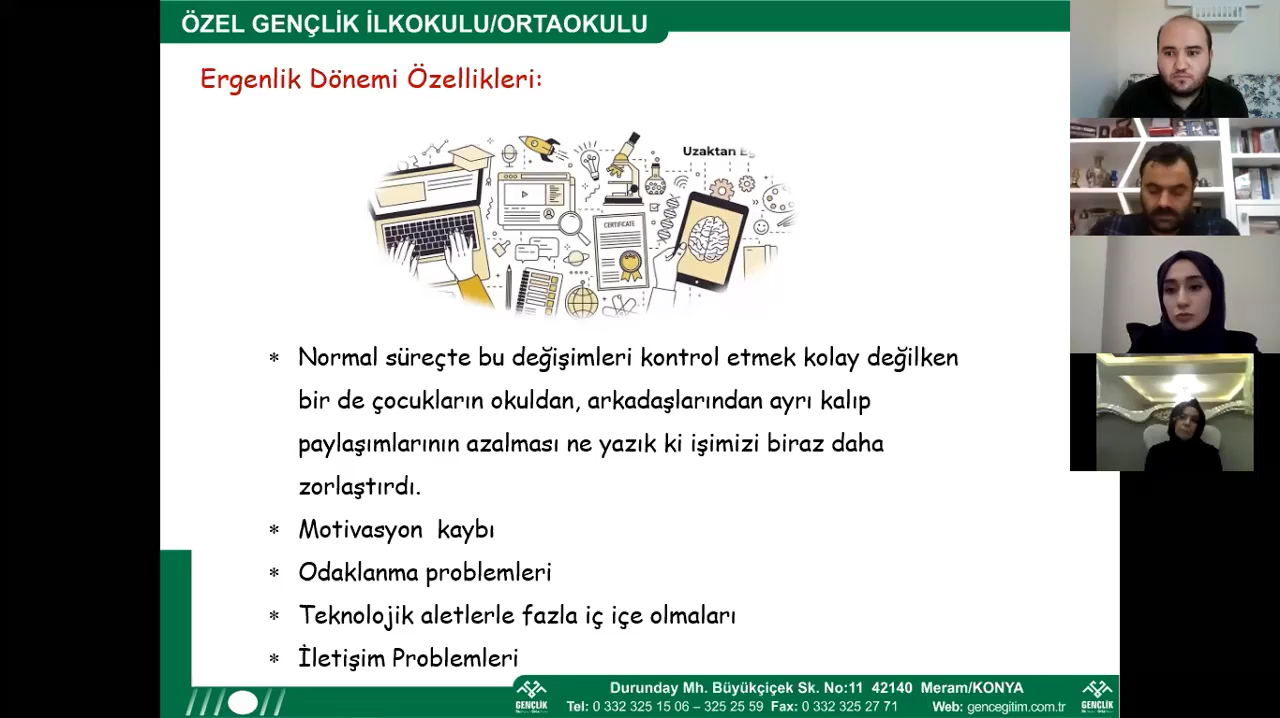 ÖZEL GENÇLİK İLKOKULU/ORTAOKULU
Ergenlik Dönemi Özellikleri:
Uzaktan
CERTIFICATE
* Normal süreçte bu değişimleri kontrol etmek kolay değilken
bir de çocukların okuldan, arkadaşlarından ayrı kalıp
paylaşımlarının azalması ne yazık ki işimizi biraz daha
zorlaştırdı.
* Motivasyon kaybı
* Odaklanma problemleri
* Teknolojik aletlerle fazla iç içe olmaları
* İletişim Problemleri
GENÇLİK
Durunday Mh. Büyükçiçek Sk. No:11 42140 Meram/KONYA
Tel: 0 332 325 15 06 – 325 25 59 Fax: 0 332 325 27 71 Web: gencegitim.com.tr
GENÇLİK